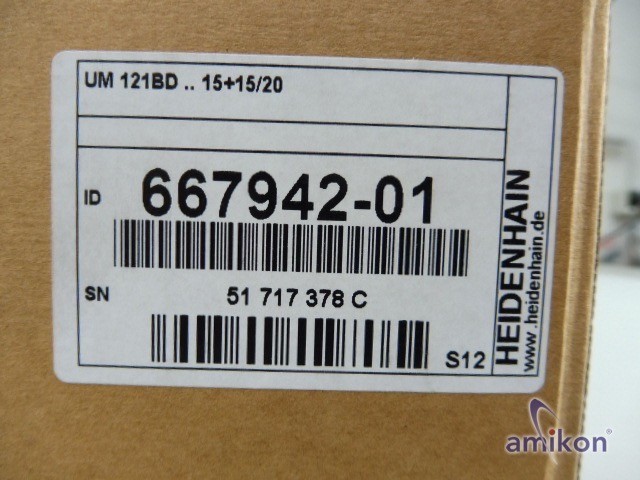 UM 121BD .. 15+15/20
ID 667942-01
SN 51 717 378 C
S12
HEIDENHAIN
www.heidenhain.de
amikon